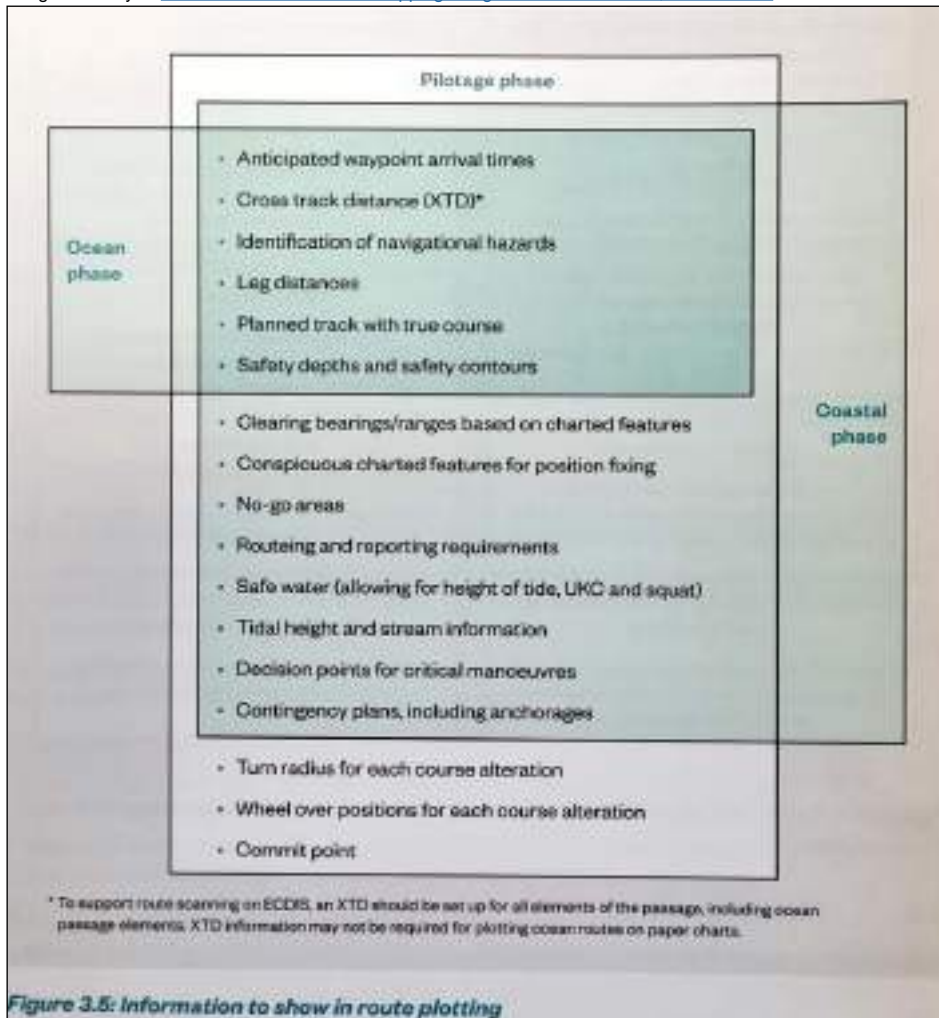 Pilotage phase
Ocean
phase
• Anticipated waypoint arrival times
• Cross track distance (XTD)*
• Identification of navigational hazards
• Leg distances
• Planned track with true course
• Safety depths and safety contours
Coastal
phase
• Clearing bearings/ranges based on charted features
• Conspicuous charted features for position fixing
• No-go areas
• Routeing and reporting requirements
• Safe water (allowing for height of tide, UKC and squat)
• Tidal height and stream information
• Decision points for critical manoeuvres
• Contingency plans, including anchorages
• Turn radius for each course alteration
• Wheel over positions for each course alteration
• Commit point
* To support route scanning on ECDIS, an XTD should be set up for all elements of the passage, including ocean
passage elements. XTD information may not be required for plotting ocean routes on paper charts.
Figure 3.5: Information to show in route plotting